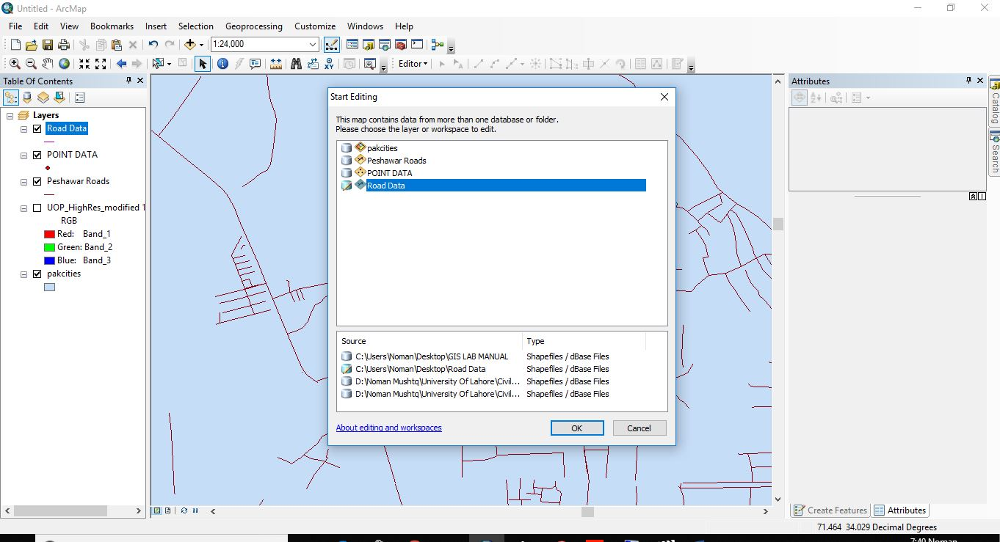 Untitled - ArcMap
File Edit View Bookmarks Insert Selection Geoprocessing Customize Windows Help
1:24,000
Editor
Table Of Contents
Layers
Road Data
POINT DATA
Peshawar Roads
UOP_HighRes_modified 1
RGB
Red: Band_1
Green: Band_2
Blue: Band_3
pakcities
Start Editing
This map contains data from more than one database or folder.
Please choose the layer or workspace to edit.
pakcities
Peshawar Roads
POINT DATA
Road Data
Source Type
C:\Users\Noman\Desktop\GIS LAB MANUAL Shapefiles / dBase Files
C:\Users\Noman\Desktop\Road Data Shapefiles / dBase Files
D:\Noman Mushtq\University Of Lahore\Civil... Shapefiles / dBase Files
D:\Noman Mushtq\University Of Lahore\Civil... Shapefiles / dBase Files
About editing and workspaces
OK Cancel
Attributes
Catalog
Search
Create Features Attributes
71.464 34.029 Decimal Degrees
7:40 Noman